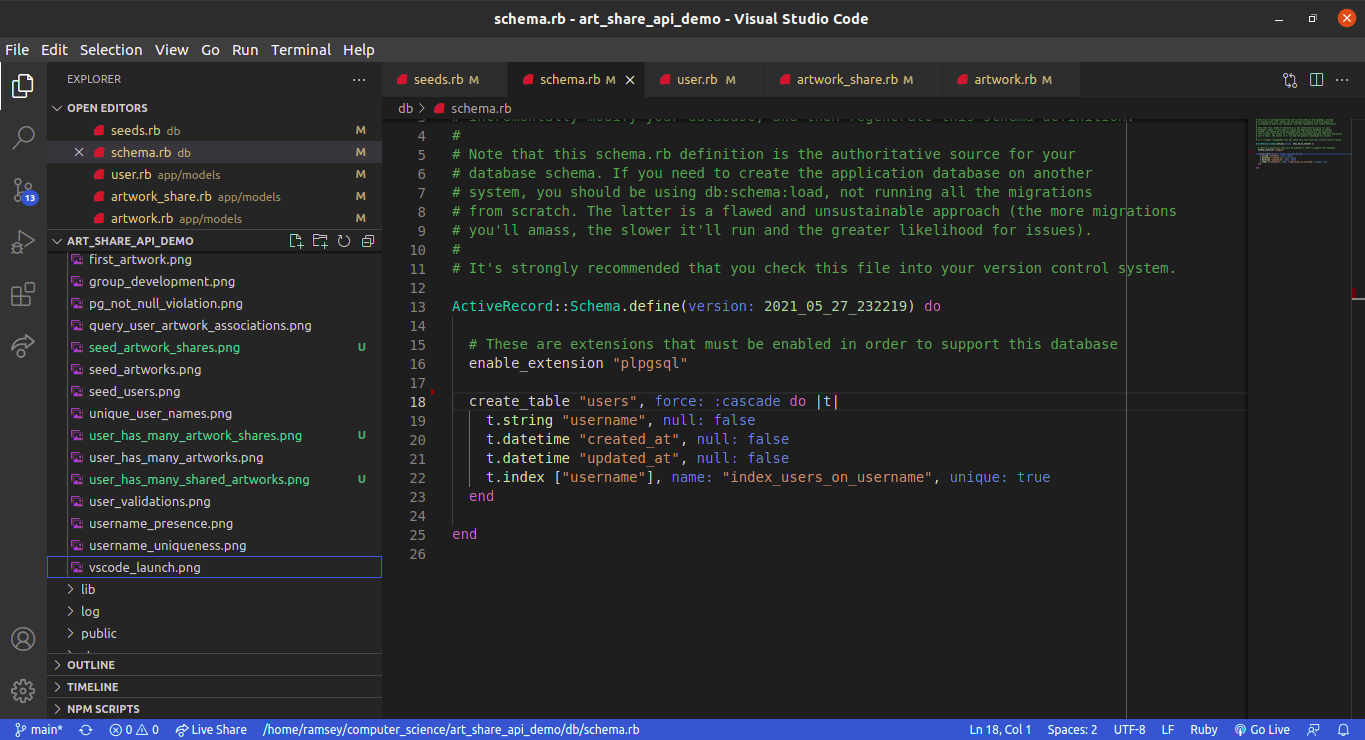 schema.rb - art_share_api_demo - Visual Studio Code
File Edit Selection View Go Run Terminal Help
EXPLORER
OPEN EDITORS
seeds.rb db M
schema.rb db M
user.rb app/models M
artwork_share.rb app/models M
artwork.rb app/models M
ART_SHARE_API_DEMO
first_artwork.png
group_development.png
pg_not_null_violation.png
query_user_artwork_associations.png
seed_artwork_shares.png U
seed_artworks.png
seed_users.png
unique_user_names.png
user_has_many_artwork_shares.png U
user_has_many_artworks.png
user_has_many_shared_artworks.png U
user_validations.png
username_presence.png
username_uniqueness.png
vscode_launch.png
lib
log
public
OUTLINE
TIMELINE
NPM SCRIPTS
13
seeds.rb M schema.rb M user.rb M artwork_share.rb M artwork.rb M
db > schema.rb
3 # incrementally modify your database, and then regenerate this schema definition.
4 #
5 # Note that this schema.rb definition is the authoritative source for your
6 # database schema. If you need to create the application database on another
7 # system, you should be using db:schema:load, not running all the migrations
8 # from scratch. The latter is a flawed and unsustainable approach (the more migrations
9 # you'll amass, the slower it'll run and the greater likelihood for issues).
10 #
11 # It's strongly recommended that you check this file into your version control system.
12
13 ActiveRecord::Schema.define(version: 2021_05_27_232219) do
14
15 # These are extensions that must be enabled in order to support this database
16 enable_extension "plpgsql"
17
18 create_table "users", force: :cascade do |t|
19 t.string "username", null: false
20 t.datetime "created_at", null: false
21 t.datetime "updated_at", null: false
22 t.index ["username"], name: "index_users_on_username", unique: true
23 end
24
25 end
26
main* 0 0 Live Share /home/ramsey/computer_science/art_share_api_demo/db/schema.rb Ln 18, Col 1 Spaces: 2 UTF-8 LF Ruby Go Live